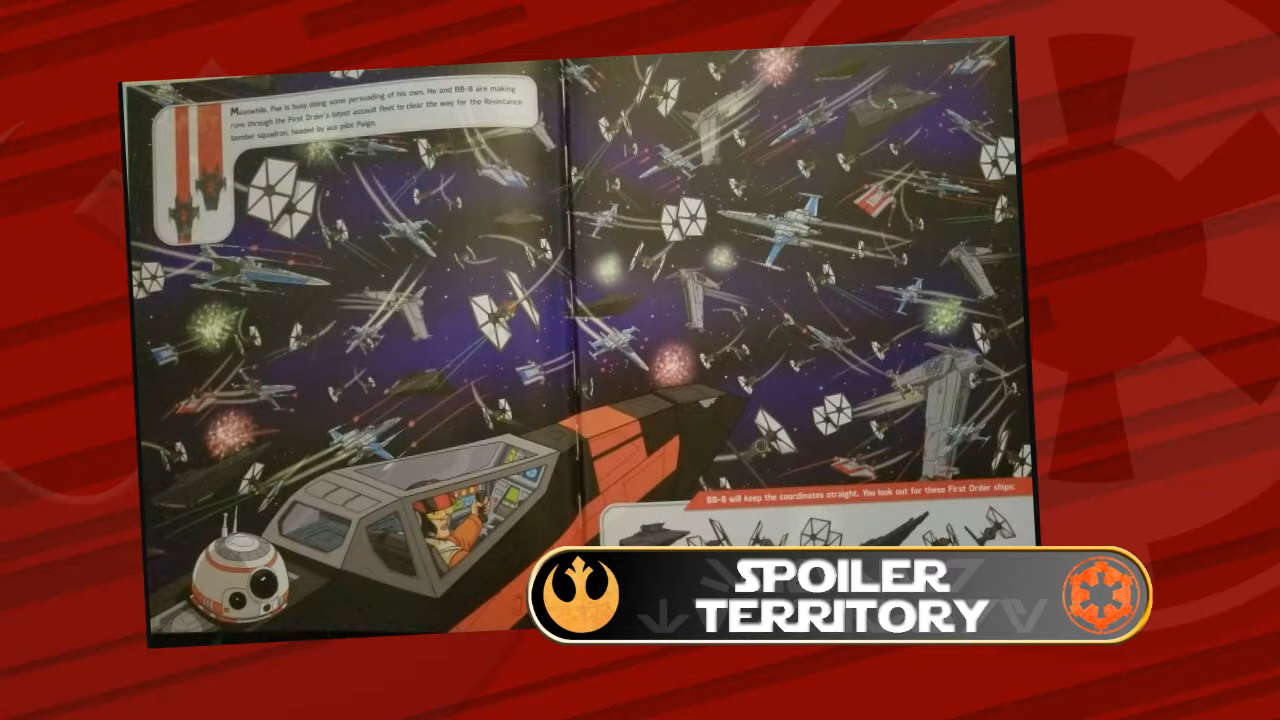 Meanwhile, Poe is busy doing some persuading of his own. He and BB-8 are making
runs through the First Order's latest assault fleet to clear the way for the Resistance
bomber squadron, headed by ace pilot Paige.
BB-8 will keep the coordinates straight. You look out for these First Order ships:
SPOILER
TERRITORY